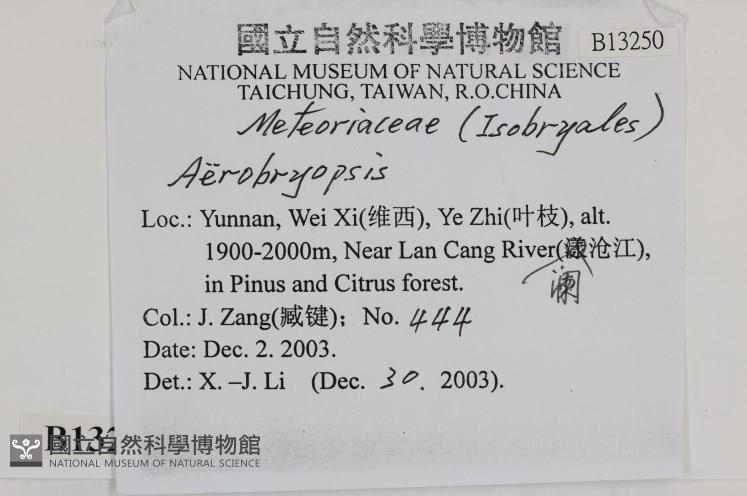 國立自然科學博物館
B13250
NATIONAL MUSEUM OF NATURAL SCIENCE
TAICHUNG, TAIWAN, R.O.CHINA
Meteoriaceae (Isobryales)
Aërobryopsis
Loc.: Yunnan, Wei Xi(维西), Ye Zhi(叶枝), alt.
1900-2000m, Near Lan Cang River(沧江),
澜
in Pinus and Citrus forest.
Col.: J. Zang(臧键); No. 444
Date: Dec. 2. 2003.
Det.: X. –J. Li (Dec. 30. 2003).
B13
國立自然科學博物館
NATIONAL MUSEUM OF NATURAL SCIENCE